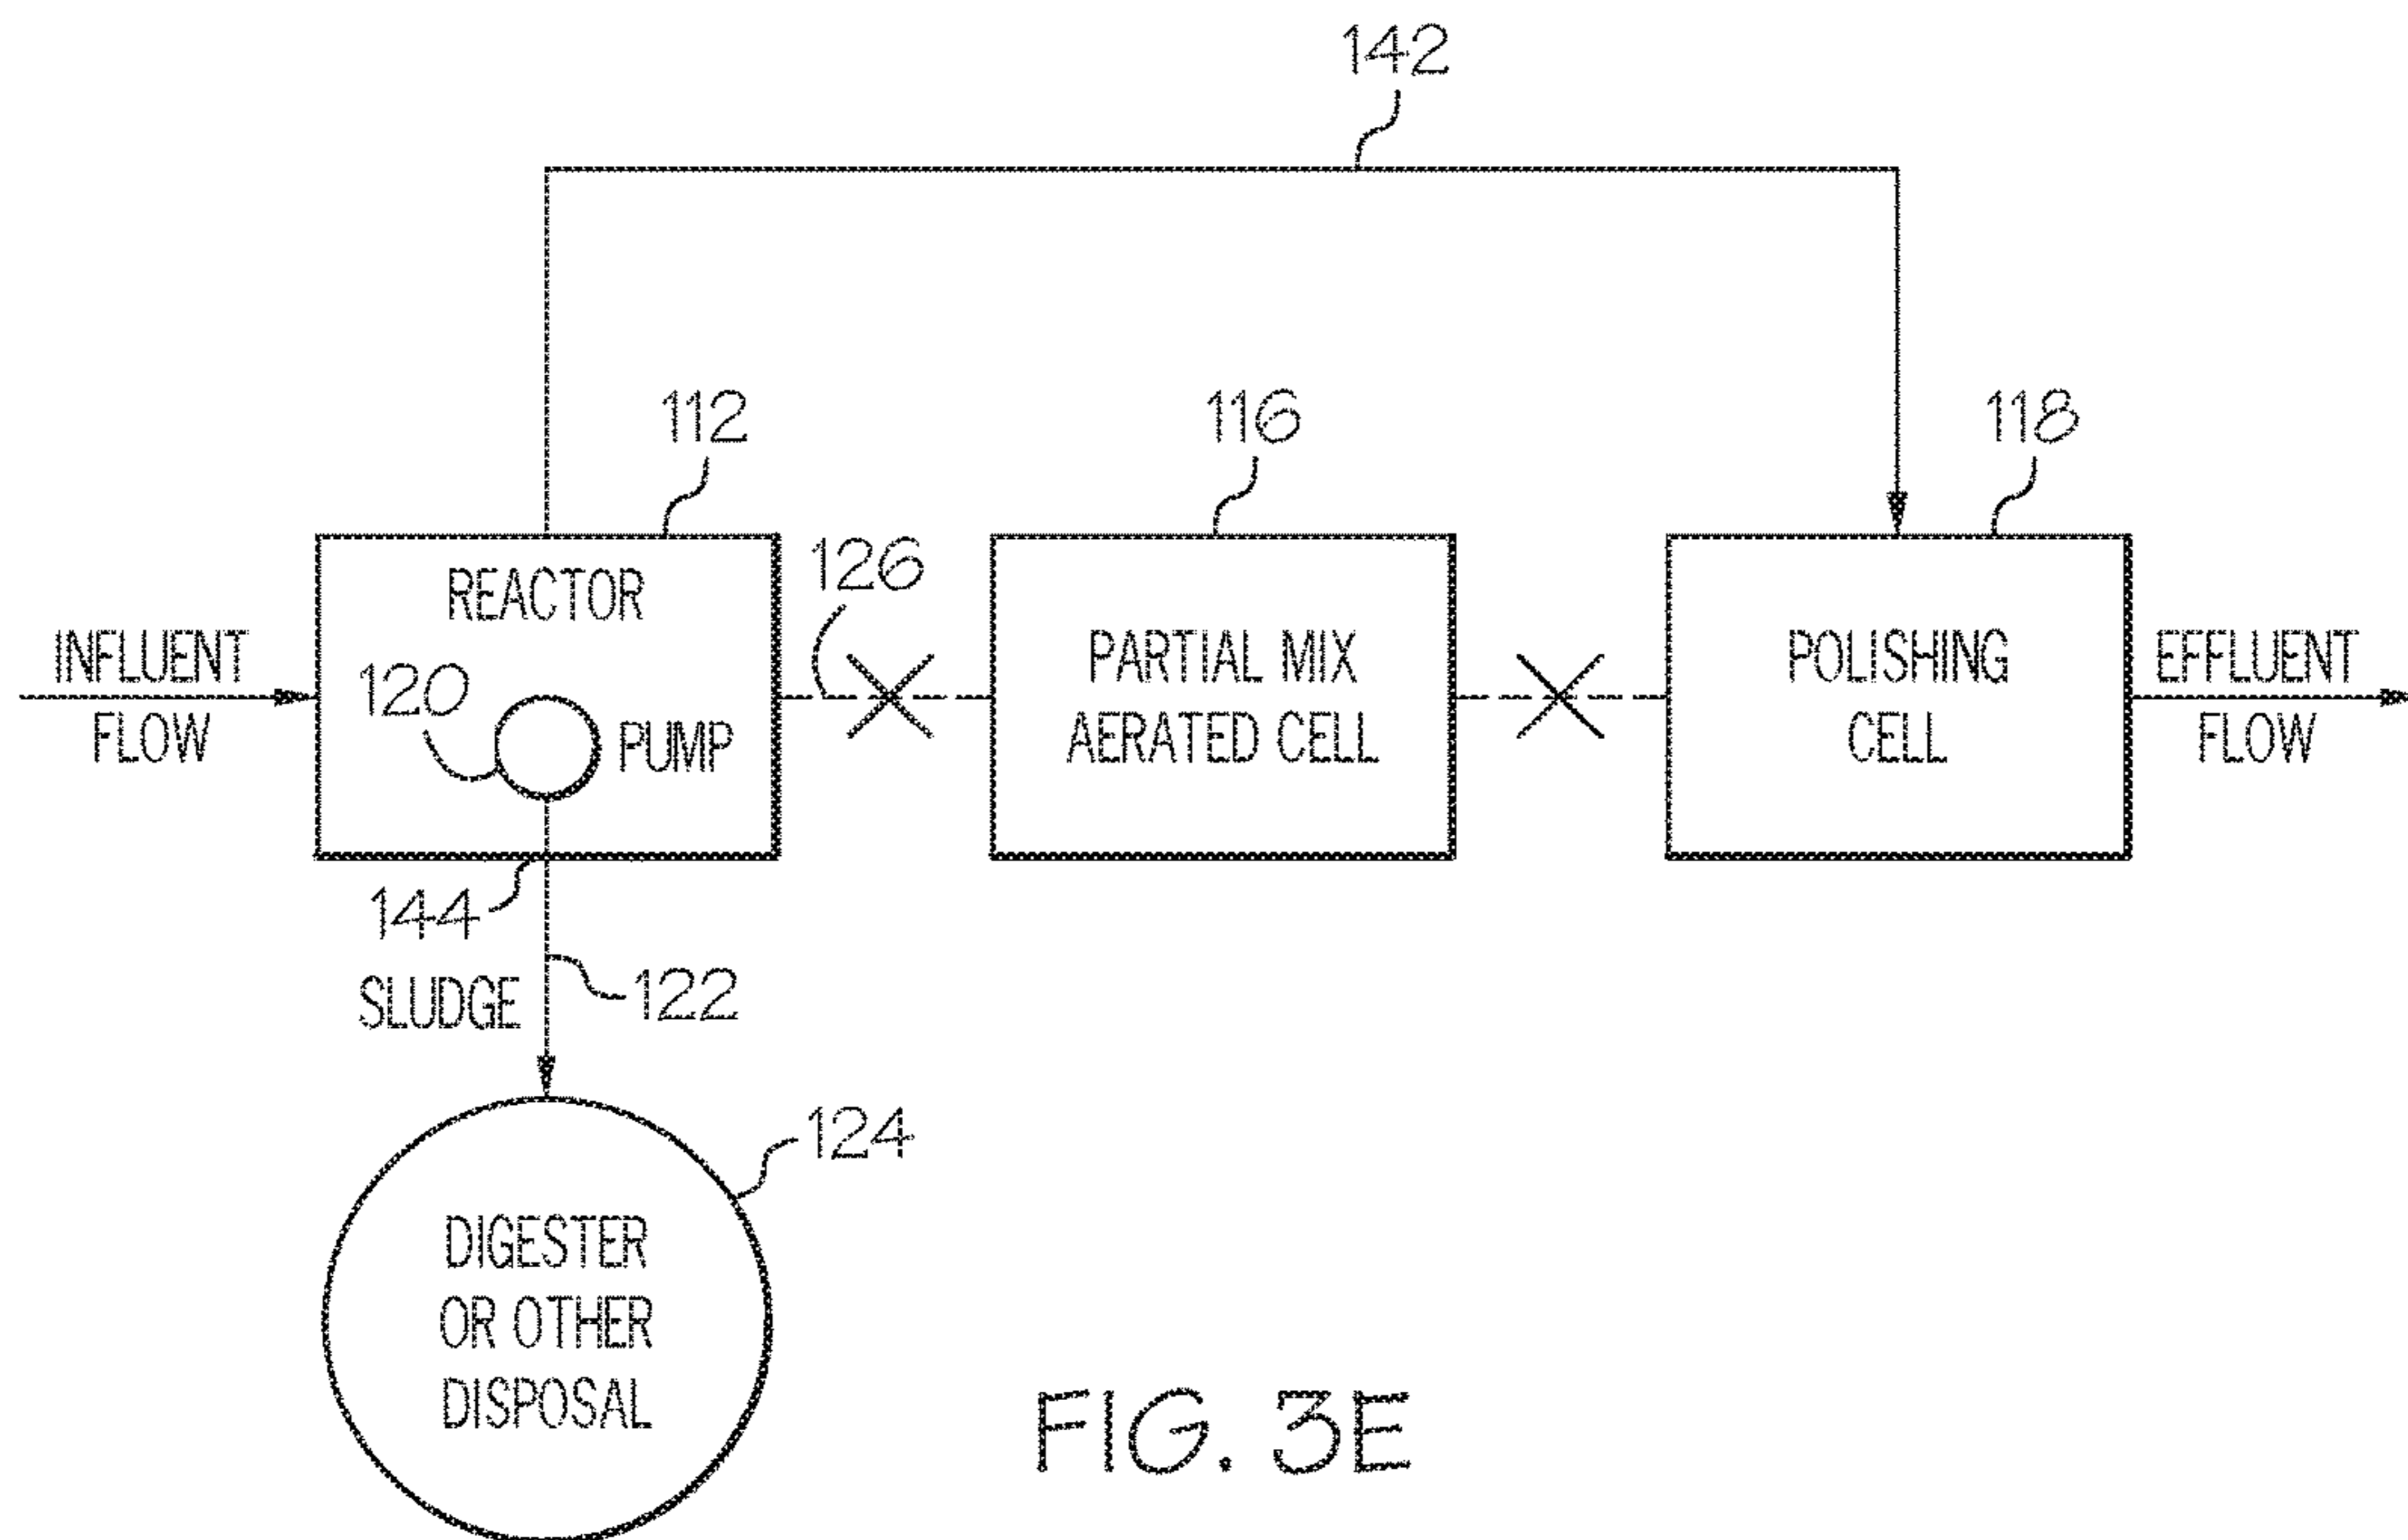 142
112
116
118
REACTOR
126
INFLUENT
FLOW
120
PUMP
PARTIAL MIX
AERATED CELL
POLISHING
CELL
EFFLUENT
FLOW
144
SLUDGE
122
124
DIGESTER
OR OTHER
DISPOSAL
FIG. 3E